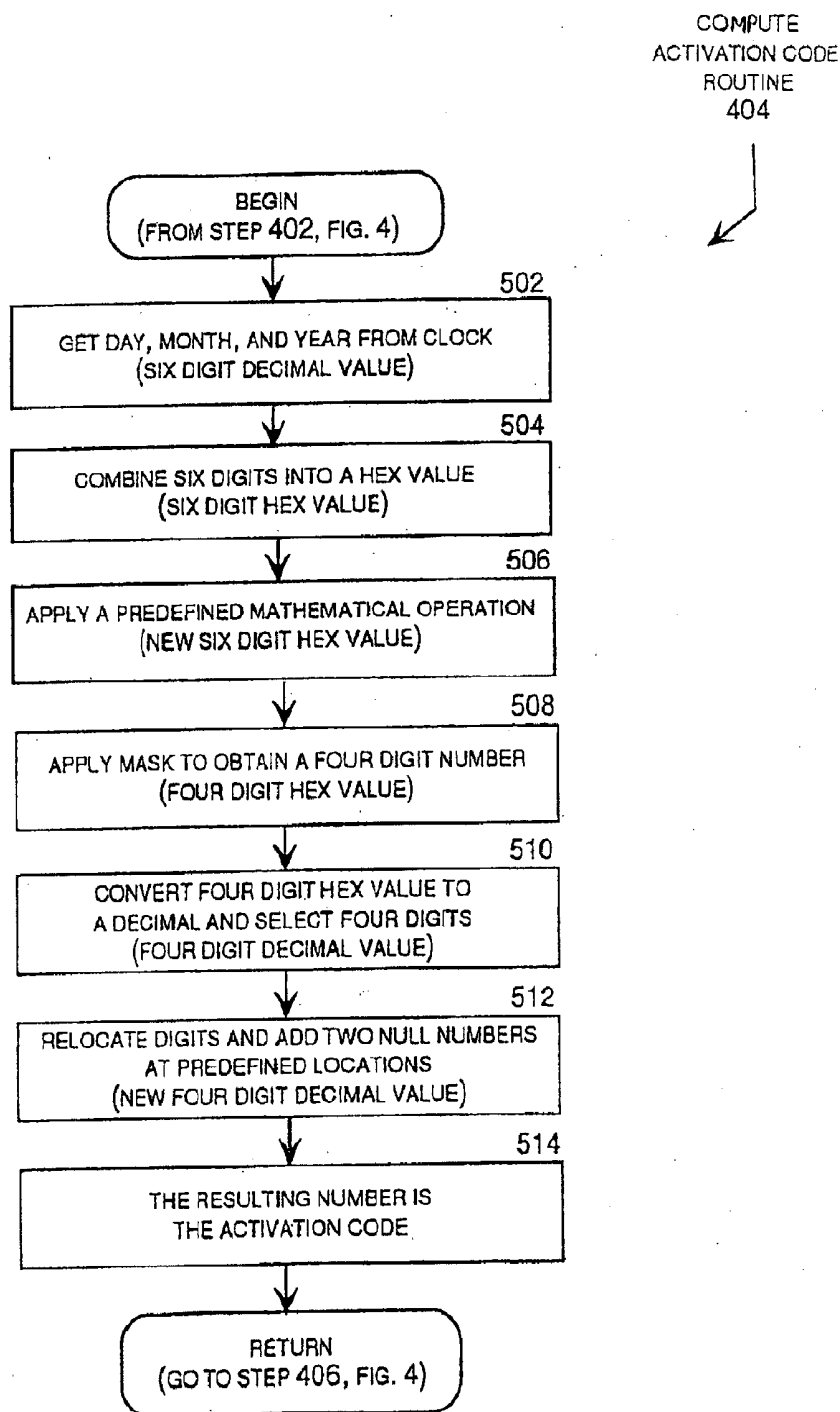 COMPUTE
ACTIVATION CODE
ROUTINE
404
BEGIN
(FROM STEP 402, FIG. 4)
502
GET DAY, MONTH, AND YEAR FROM CLOCK
(SIX DIGIT DECIMAL VALUE)
504
COMBINE SIX DIGITS INTO A HEX VALUE
(SIX DIGIT HEX VALUE)
506
APPLY A PREDEFINED MATHEMATICAL OPERATION
(NEW SIX DIGIT HEX VALUE)
508
APPLY MASK TO OBTAIN A FOUR DIGIT NUMBER
(FOUR DIGIT HEX VALUE)
510
CONVERT FOUR DIGIT HEX VALUE TO
A DECIMAL AND SELECT FOUR DIGITS
(FOUR DIGIT DECIMAL VALUE)
512
RELOCATE DIGITS AND ADD TWO NULL NUMBERS
AT PREDEFINED LOCATIONS
(NEW FOUR DIGIT DECIMAL VALUE)
514
THE RESULTING NUMBER IS
THE ACTIVATION CODE
RETURN
(GO TO STEP 406, FIG. 4)